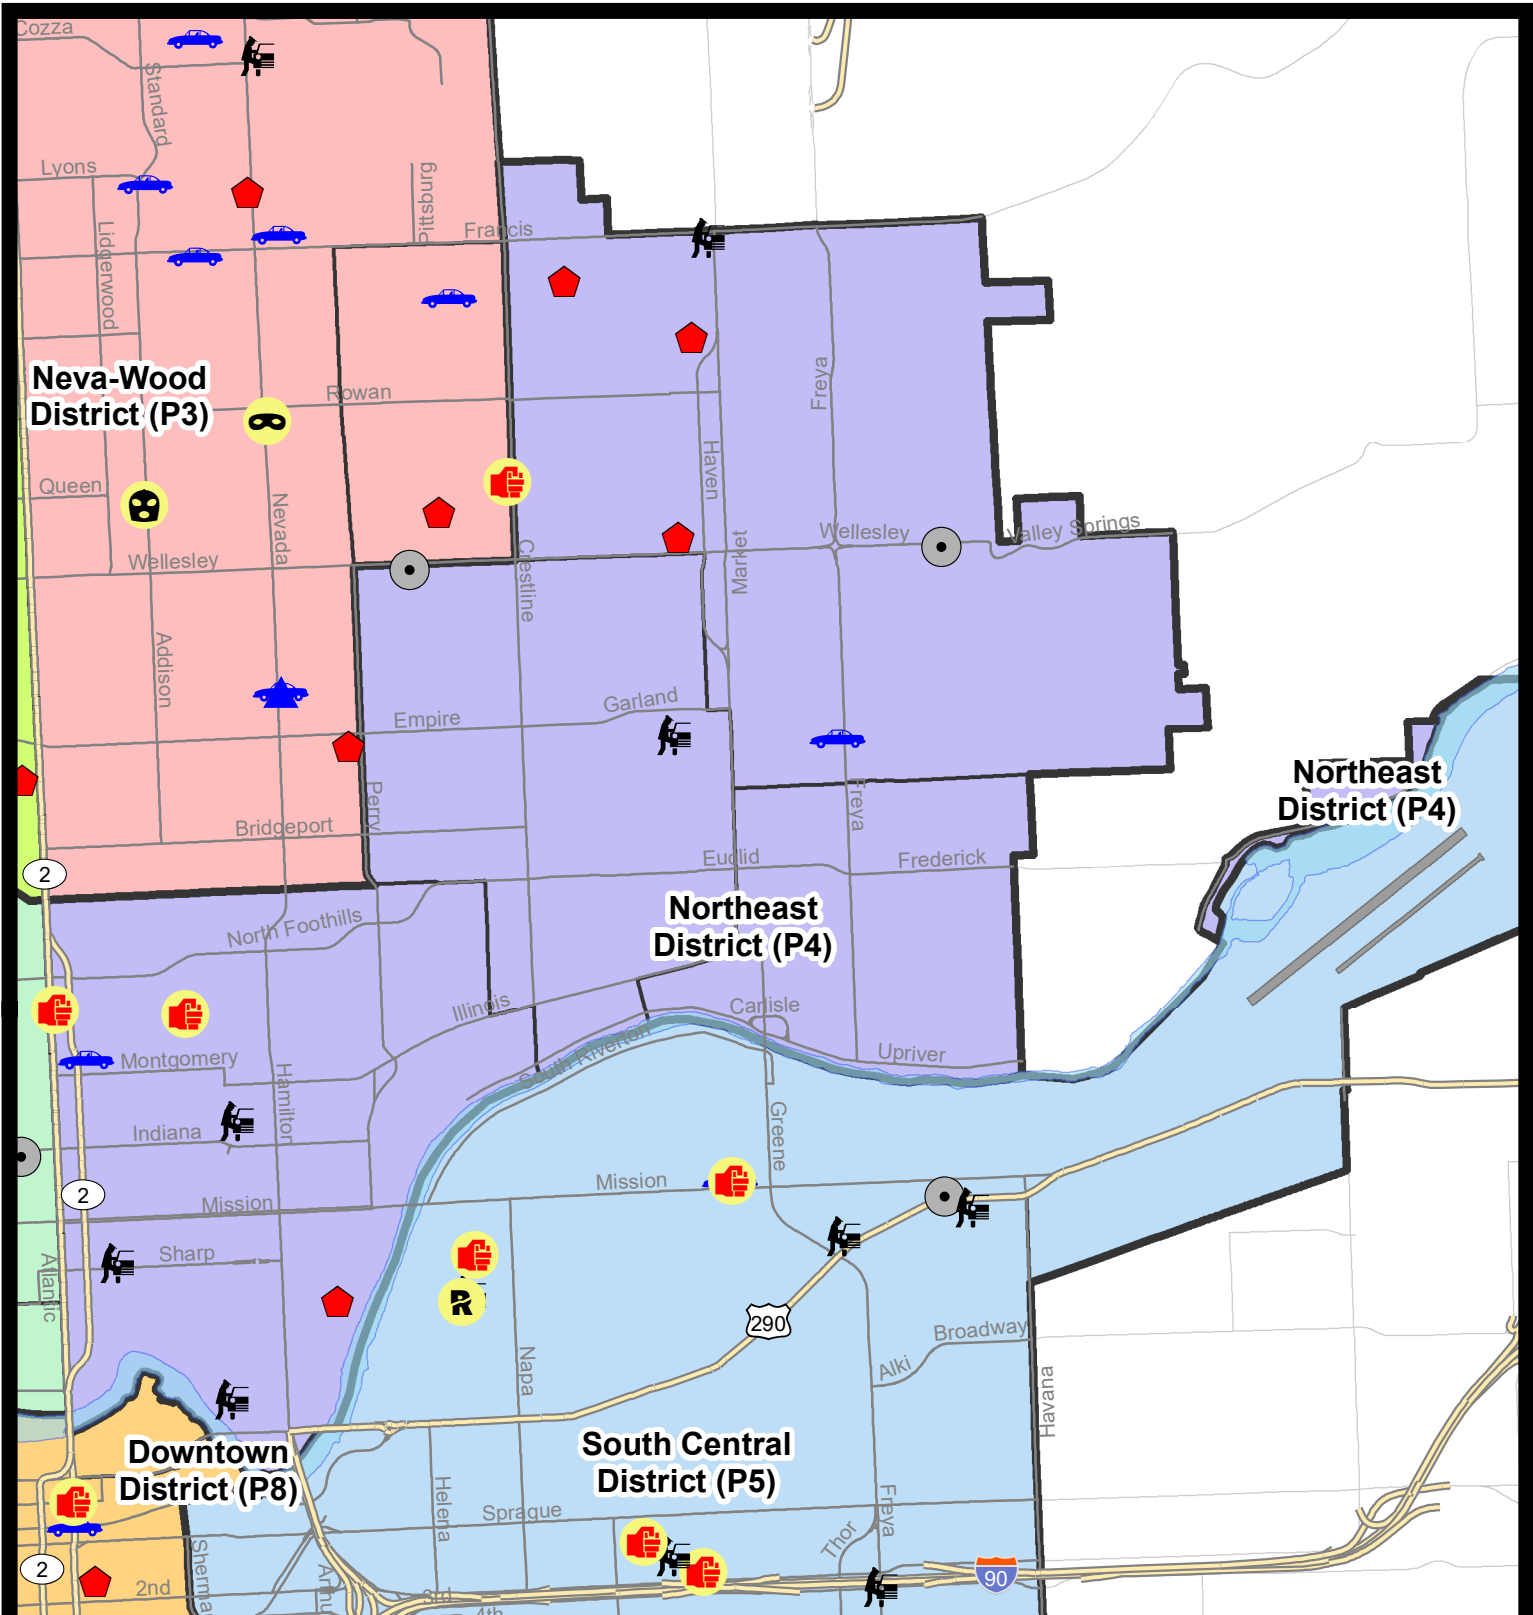 Cozza
Standard
Lyons
Pittsburg
Lidgerwood
Francis
Neva-Wood
District (P3)
Rowan
Freya
Haven
Queen
Nevada
Wellesley
Valley Springs
Wellesley
Crestline
Market
Addison
Garland
Empire
Northeast
District (P4)
Perry
Freya
Bridgeport
Euclid
Frederick
2
Northeast
District (P4)
North Foothills
Illinois
Carlisle
South Riverton
Upriver
Montgomery
Hamilton
Greene
Indiana
Mission
2
Mission
Sharp
Atlantic
R
290
Broadway
Napa
Alki
Havana
Downtown
District (P8)
South Central
District (P5)
Helena
Sprague
Freya
Thor
2
2nd
3rd
4th
90